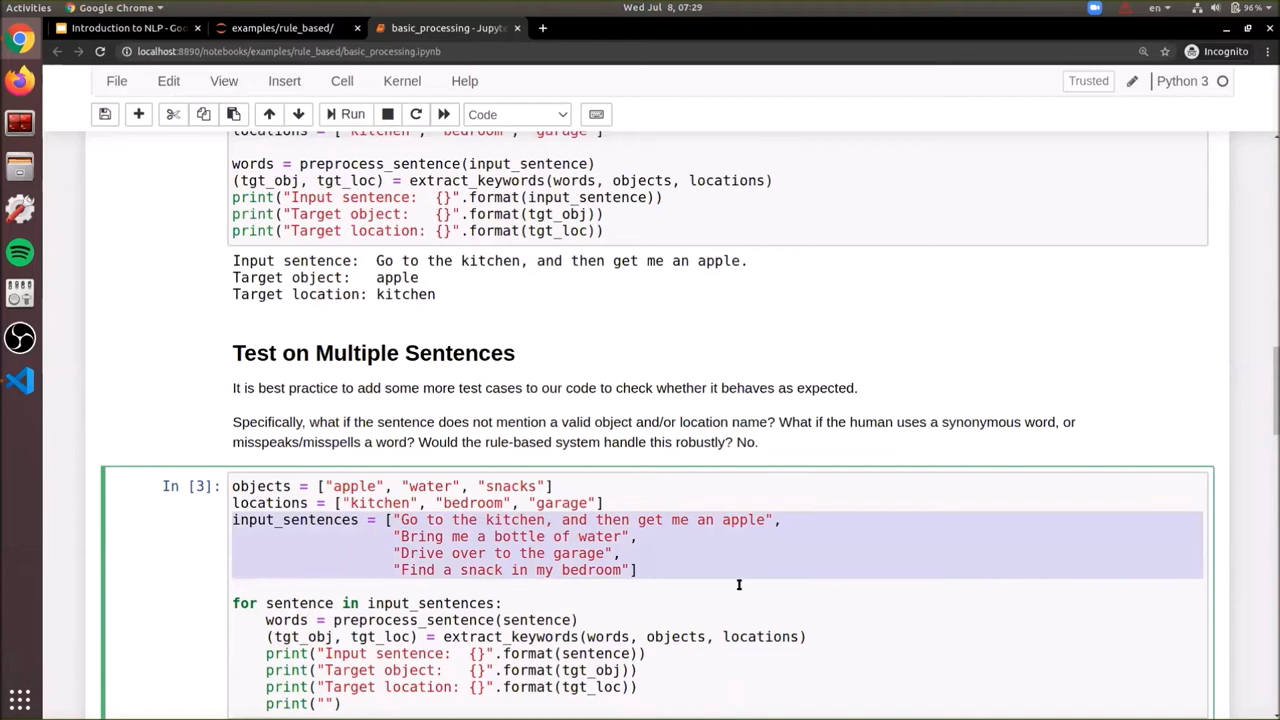 Activities
Google Chrome
Wed Jul 8, 07:29
en
96%
Introduction to NLP - Goo
examples/rule_based/
basic_processing - Jupyte
localhost:8890/notebooks/examples/rule_based/basic_processing.ipynb
Incognito
File Edit View Insert Cell Kernel Help
Trusted
Python 3
Run
Code
locations = ["kitchen", "bedroom", "garage"]
words = preprocess_sentence(input_sentence)
(tgt_obj, tgt_loc) = extract_keywords(words, objects, locations)
print("Input sentence:  {}".format(input_sentence))
print("Target object:   {}".format(tgt_obj))
print("Target location: {}".format(tgt_loc))
Input sentence:  Go to the kitchen, and then get me an apple.
Target object:   apple
Target location: kitchen
Test on Multiple Sentences
It is best practice to add some more test cases to our code to check whether it behaves as expected.
Specifically, what if the sentence does not mention a valid object and/or location name? What if the human uses a synonymous word, or
misspeaks/misspells a word? Would the rule-based system handle this robustly? No.
In [3]:
objects = ["apple", "water", "snacks"]
locations = ["kitchen", "bedroom", "garage"]
input_sentences = ["Go to the kitchen, and then get me an apple",
                   "Bring me a bottle of water",
                   "Drive over to the garage",
                   "Find a snack in my bedroom"]
for sentence in input_sentences:
    words = preprocess_sentence(sentence)
    (tgt_obj, tgt_loc) = extract_keywords(words, objects, locations)
    print("Input sentence:  {}".format(sentence))
    print("Target object:   {}".format(tgt_obj))
    print("Target location: {}".format(tgt_loc))
    print("")